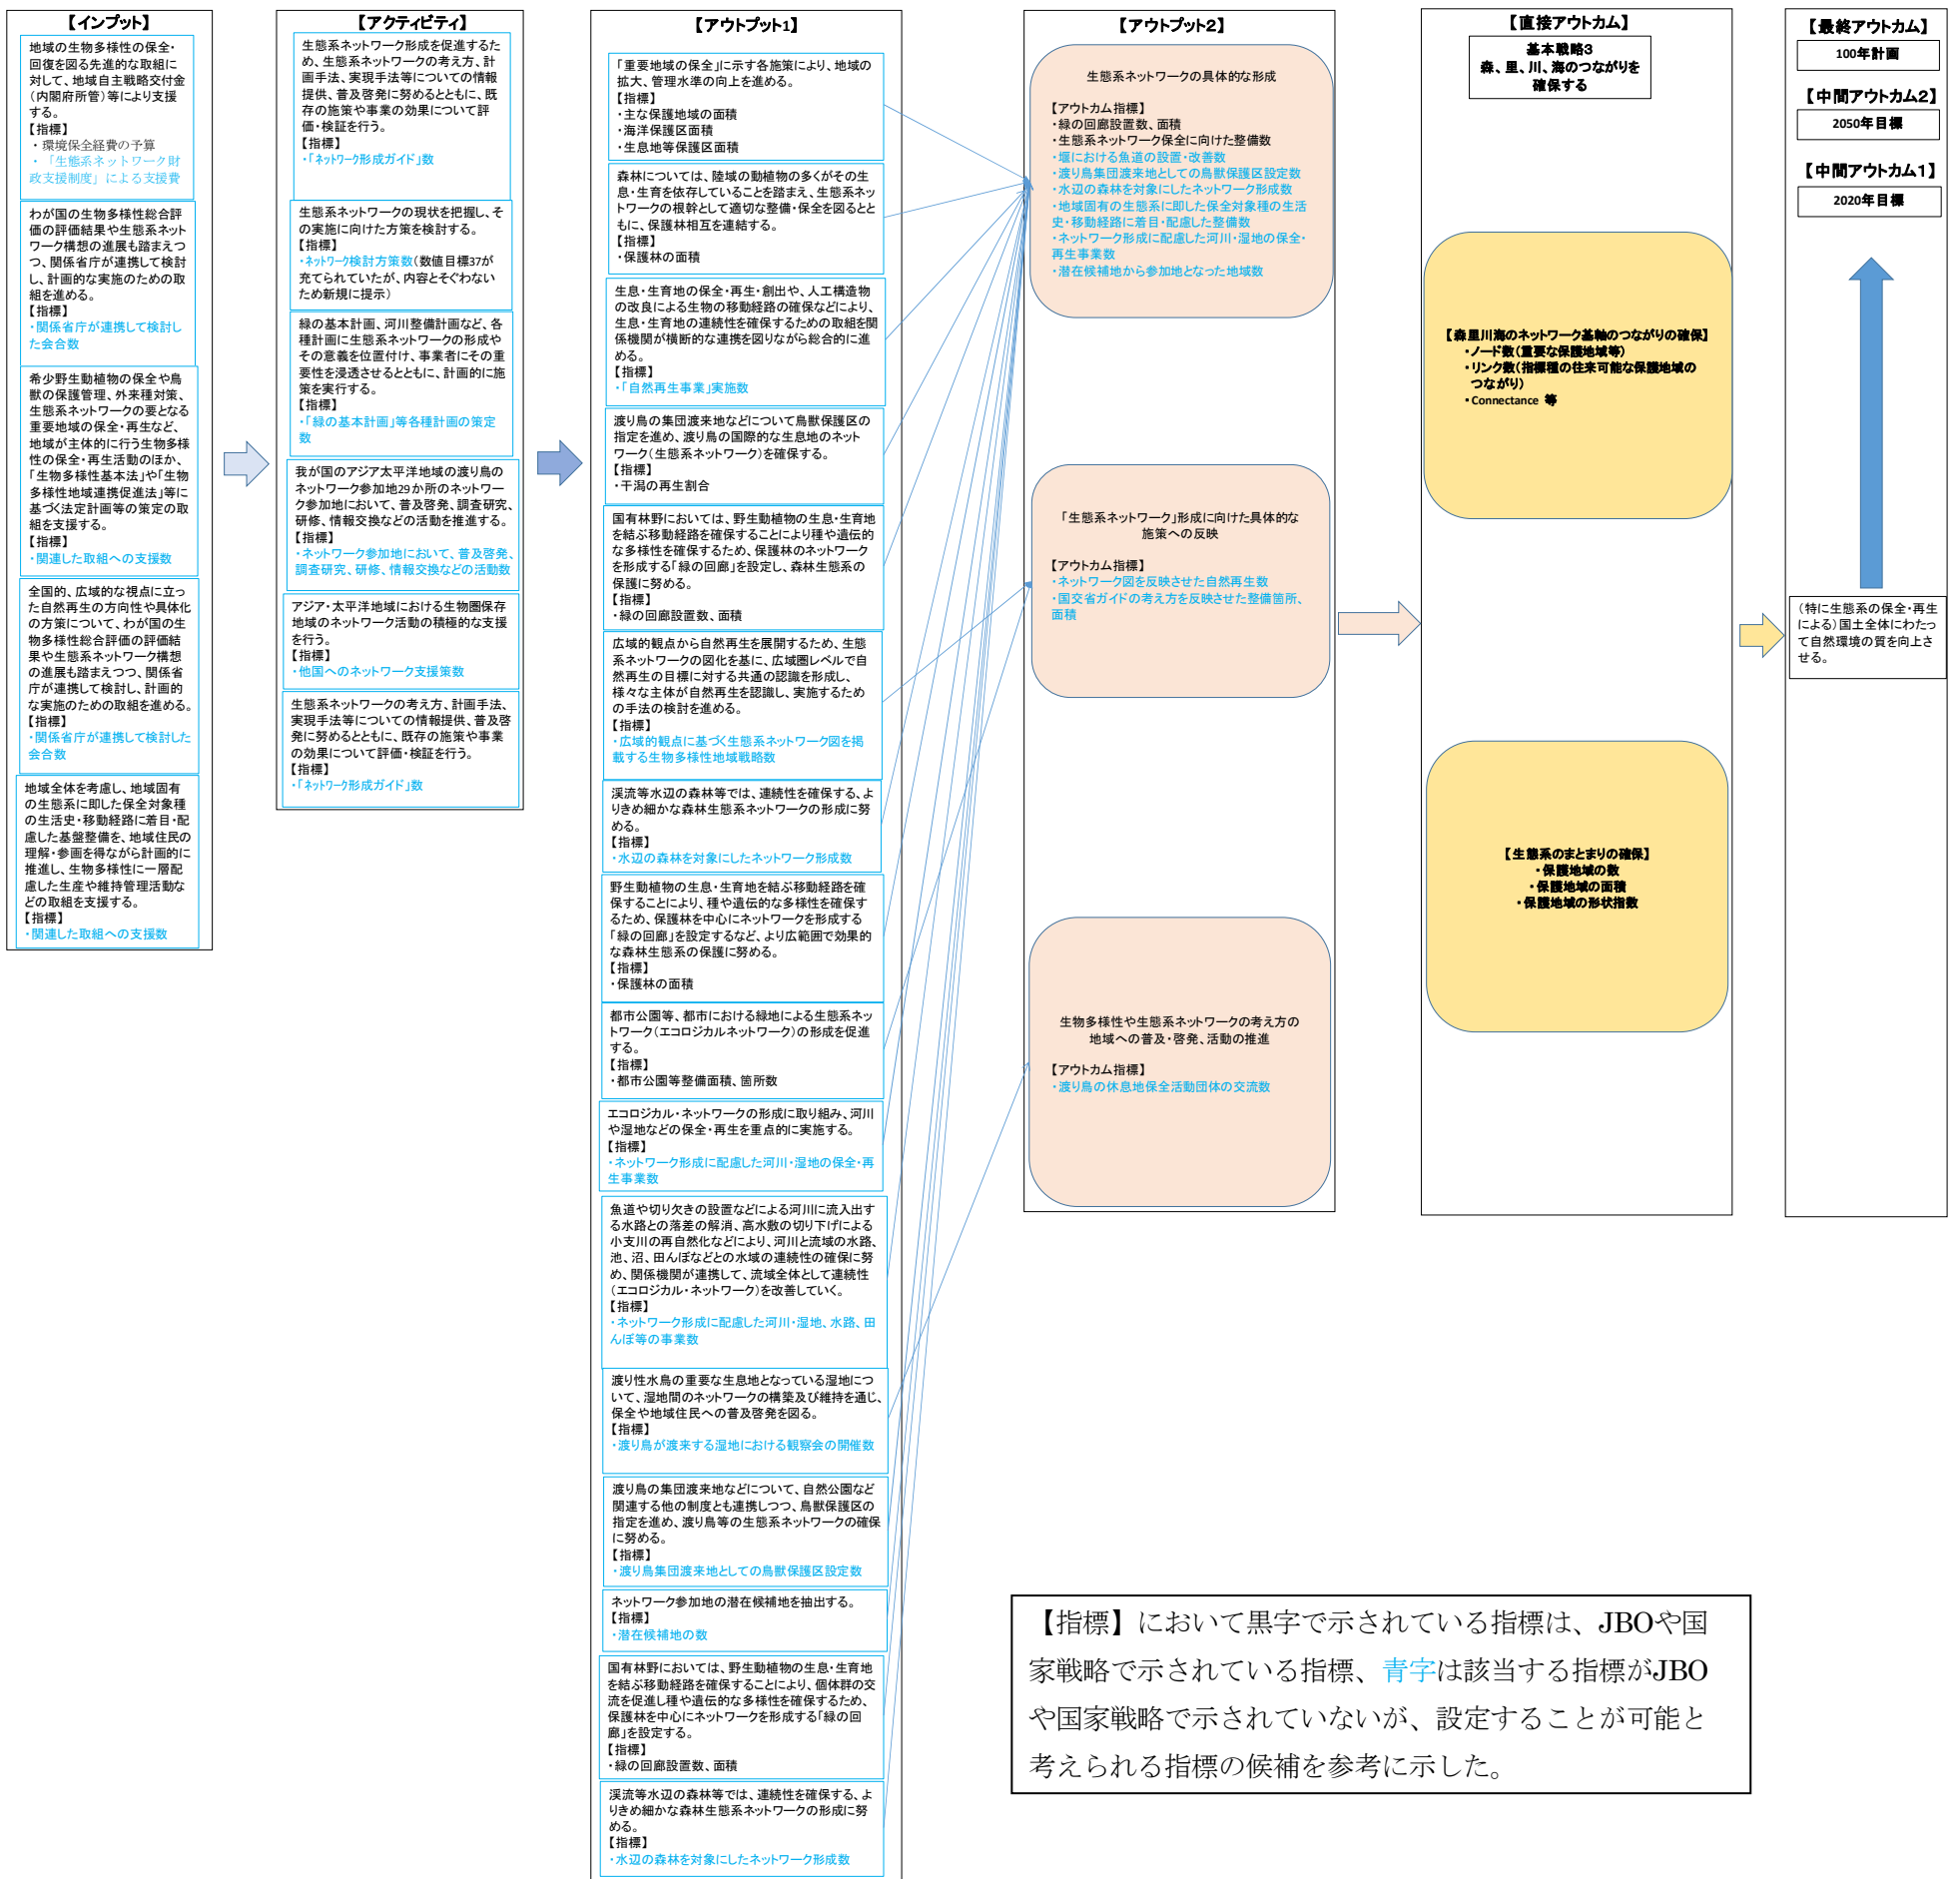 【インプット】
地域の生物多様性の保全・
回復を図る先進的な取組に
対して、地域自主戦略交付金
（内閣府所管）等により支援
する。
【指標】
・環境保全経費の予算
・「生態系ネットワーク財
政支援制度」による支援費
わが国の生物多様性総合評
価の評価結果や生態系ネット
ワーク構想の進展も踏まえつ
つ、関係省庁が連携して検討
し、計画的な実施のための取
組を進める。
【指標】
・関係省庁が連携して検討し
た会合数
希少野生動植物の保全や鳥
獣の保護管理、外来種対策、
生態系ネットワークの要となる
重要地域の保全・再生など、
地域が主体的に行う生物多様
性の保全・再生活動のほか、
「生物多様性基本法」や「生物
多様性地域連携促進法」等に
基づく法定計画等の策定の取
組を支援する。
【指標】
・関連した取組への支援数
全国的、広域的な視点に立っ
た自然再生の方向性や具体化
の方策について、わが国の生
物多様性総合評価の評価結
果や生態系ネットワーク構想
の進展も踏まえつつ、関係省
庁が連携して検討し、計画的
な実施のための取組を進める。
【指標】
・関係省庁が連携して検討した
会合数
地域全体を考慮し、地域固有
の生態系に即した保全対象種
の生活史・移動経路に着目・配
慮した基盤整備を、地域住民の
理解・参画を得ながら計画的に
推進し、生物多様性に一層配
慮した生産や維持管理活動な
どの取組を支援する。
【指標】
・関連した取組への支援数
【アクティビティ】
生態系ネットワーク形成を促進するた
め、生態系ネットワークの考え方、計
画手法、実現手法等についての情報
提供、普及啓発に努めるとともに、既
存の施策や事業の効果について評
価・検証を行う。
【指標】
・「ネットワーク形成ガイド」数
生態系ネットワークの現状を把握し、そ
の実施に向けた方策を検討する。
【指標】
・ネットワーク検討方策数（数値目標37が
充てられていたが、内容とそぐわない
ため新規に提示）
緑の基本計画、河川整備計画など、各
種計画に生態系ネットワークの形成や
その意義を位置付け、事業者にその重
要性を浸透させるとともに、計画的に施
策を実行する。
【指標】
・「緑の基本計画」等各種計画の策定
数
我が国のアジア太平洋地域の渡り鳥の
ネットワーク参加地29か所のネットワー
ク参加地において、普及啓発、調査研究、
研修、情報交換などの活動を推進する。
【指標】
・ネットワーク参加地において、普及啓発、
調査研究、研修、情報交換などの活動数
アジア・太平洋地域における生物圏保存
地域のネットワーク活動の積極的な支援
を行う。
【指標】
・他国へのネットワーク支援策数
生態系ネットワークの考え方、計画手法、
実現手法等についての情報提供、普及啓
発に努めるとともに、既存の施策や事業
の効果について評価・検証を行う。
【指標】
・「ネットワーク形成ガイド」数
【アウトプット1】
「重要地域の保全」に示す各施策により、地域の
拡大、管理水準の向上を進める。
【指標】
・主な保護地域の面積
・海洋保護区面積
・生息地等保護区面積
森林については、陸域の動植物の多くがその生
息・生育を依存していることを踏まえ、生態系ネッ
トワークの根幹として適切な整備・保全を図るとと
もに、保護林相互を連結する。
【指標】
・保護林の面積
生息・生育地の保全・再生・創出や、人工構造物
の改良による生物の移動経路の確保などにより、
生息・生育地の連続性を確保するための取組を関
係機関が横断的な連携を図りながら総合的に進
める。
【指標】
・「自然再生事業」実施数
渡り鳥の集団渡来地などについて鳥獣保護区の
指定を進め、渡り鳥の国際的な生息地のネット
ワーク（生態系ネットワーク）を確保する。
【指標】
・干潟の再生割合
国有林野においては、野生動植物の生息・生育地
を結ぶ移動経路を確保することにより種や遺伝的
な多様性を確保するため、保護林のネットワーク
を形成する「緑の回廊」を設定し、森林生態系の
保護に努める。
【指標】
・緑の回廊設置数、面積
広域的観点から自然再生を展開するため、生態
系ネットワークの図化を基に、広域圏レベルで自
然再生の目標に対する共通の認識を形成し、
様々な主体が自然再生を認識し、実施するため
の手法の検討を進める。
【指標】
・広域的観点に基づく生態系ネットワーク図を掲
載する生物多様性地域戦略数
渓流等水辺の森林等では、連続性を確保する、よ
りきめ細かな森林生態系ネットワークの形成に努
める。
【指標】
・水辺の森林を対象にしたネットワーク形成数
野生動植物の生息・生育地を結ぶ移動経路を確
保することにより、種や遺伝的な多様性を確保す
るため、保護林を中心にネットワークを形成する
「緑の回廊」を設定するなど、より広範囲で効果的
な森林生態系の保護に努める。
【指標】
・保護林の面積
都市公園等、都市における緑地による生態系ネッ
トワーク（エコロジカルネットワーク）の形成を促進
する。
【指標】
・都市公園等整備面積、箇所数
エコロジカル・ネットワークの形成に取り組み、河川
や湿地などの保全・再生を重点的に実施する。
【指標】
・ネットワーク形成に配慮した河川・湿地の保全・再
生事業数
魚道や切り欠きの設置などによる河川に流入出す
る水路との落差の解消、高水敷の切り下げによる
小支川の再自然化などにより、河川と流域の水路、
池、沼、田んぼなどとの水域の連続性の確保に努
め、関係機関が連携して、流域全体として連続性
（エコロジカル・ネットワーク）を改善していく。
【指標】
・ネットワーク形成に配慮した河川・湿地、水路、田
んぼ等の事業数
渡り性水鳥の重要な生息地となっている湿地につ
いて、湿地間のネットワークの構築及び維持を通じ、
保全や地域住民への普及啓発を図る。
【指標】
・渡り鳥が渡来する湿地における観察会の開催数
渡り鳥の集団渡来地などについて、自然公園など
関連する他の制度とも連携しつつ、鳥獣保護区の
指定を進め、渡り鳥等の生態系ネットワークの確保
に努める。
【指標】
・渡り鳥集団渡来地としての鳥獣保護区設定数
ネットワーク参加地の潜在候補地を抽出する。
【指標】
・潜在候補地の数
国有林野においては、野生動植物の生息・生育地
を結ぶ移動経路を確保することにより、個体群の交
流を促進し種や遺伝的な多様性を確保するため、
保護林を中心にネットワークを形成する「緑の回
廊」を設定する。
【指標】
・緑の回廊設置数、面積
渓流等水辺の森林等では、連続性を確保する、よ
りきめ細かな森林生態系ネットワークの形成に努
める。
【指標】
・水辺の森林を対象にしたネットワーク形成数
【アウトプット2】
生態系ネットワークの具体的な形成
【アウトカム指標】
・緑の回廊設置数、面積
・生態系ネットワーク保全に向けた整備数
・堰における魚道の設置・改善数
・渡り鳥集団渡来地としての鳥獣保護区設定数
・水辺の森林を対象にしたネットワーク形成数
・地域固有の生態系に即した保全対象種の生活
史・移動経路に着目・配慮した整備数
・ネットワーク形成に配慮した河川・湿地の保全・
再生事業数
・潜在候補地から参加地となった地域数
「生態系ネットワーク」形成に向けた具体的な
施策への反映
【アウトカム指標】
・ネットワーク図を反映させた自然再生数
・国交省ガイドの考え方を反映させた整備箇所、
面積
生物多様性や生態系ネットワークの考え方の
地域への普及・啓発、活動の推進
【アウトカム指標】
・渡り鳥の休息地保全活動団体の交流数
【直接アウトカム】
基本戦略3
森、里、川、海のつながりを
確保する
【森里川海のネットワーク基軸のつながりの確保】
・ノード数（重要な保護地域等）
・リンク数（指標種の往来可能な保護地域の
つながり）
・Connectance 等
【生態系のまとまりの確保】
・保護地域の数
・保護地域の面積
・保護地域の形状指数
【最終アウトカム】
100年計画
【中間アウトカム2】
2050年目標
【中間アウトカム1】
2020年目標
（特に生態系の保全・再生
による）国土全体にわたっ
て自然環境の質を向上さ
せる。
【指標】において黒字で示されている指標は、JBOや国
家戦略で示されている指標、青字は該当する指標がJBO
や国家戦略で示されていないが、設定することが可能と
考えられる指標の候補を参考に示した。